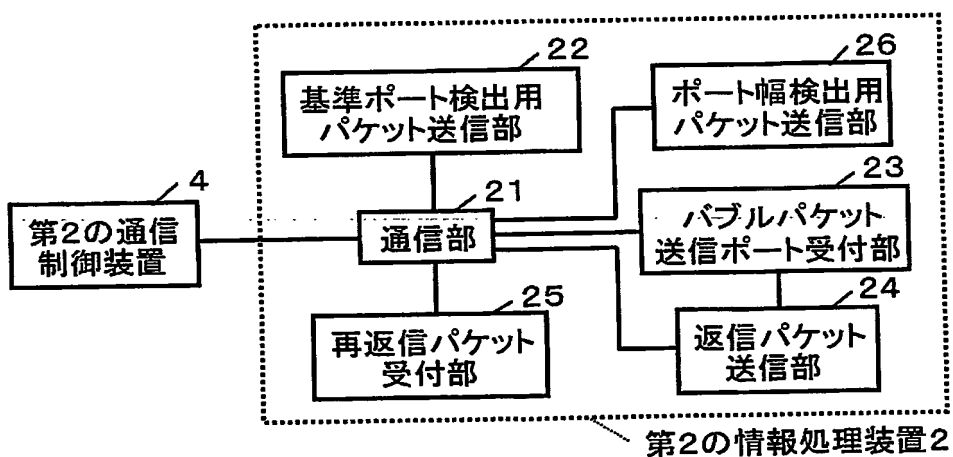 22
基準ポート検出用
パケット送信部
26
ポート幅検出用
パケット送信部
4
第2の通信
制御装置
21
通信部
23
バブルパケット
送信ポート受付部
25
再返信パケット
受付部
24
返信パケット
送信部
第2の情報処理装置2